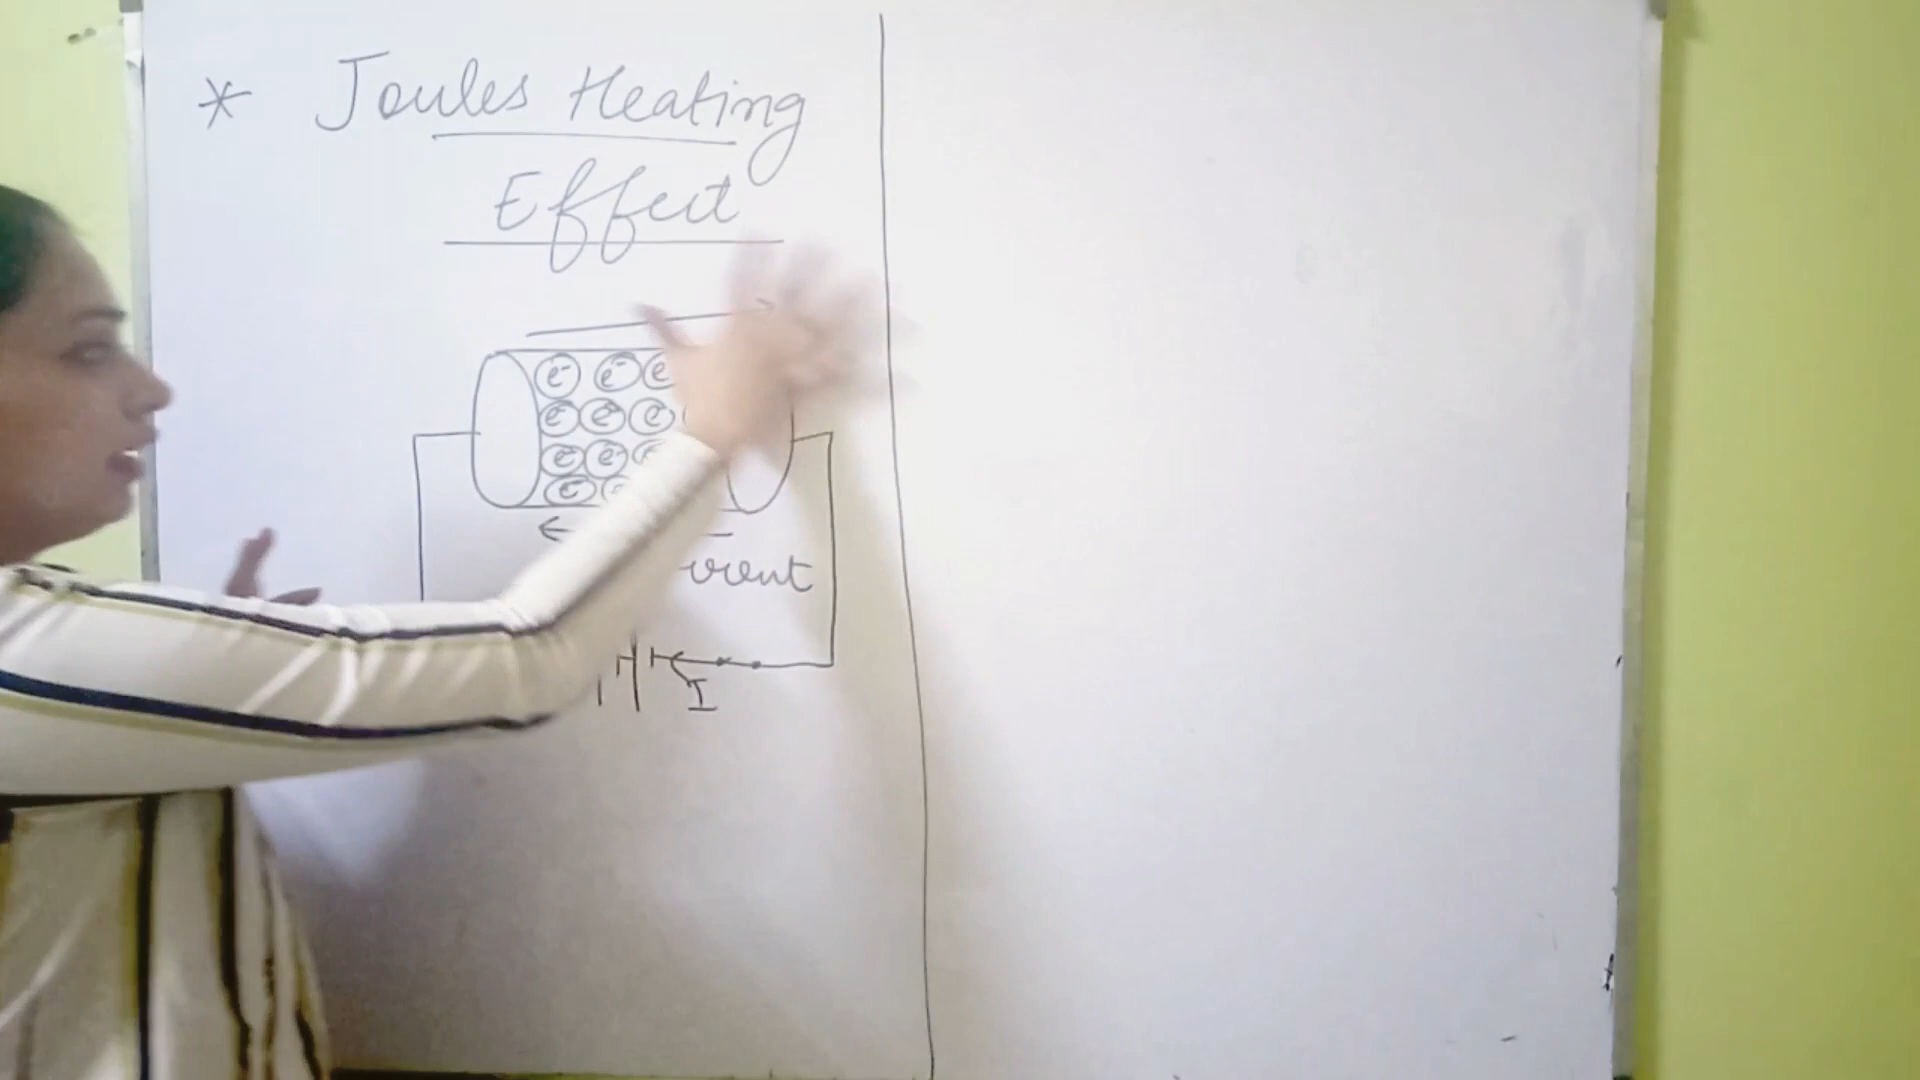 * Joules Heating
Effect
e- e- e
e- e- e
e- e- e
e-
I